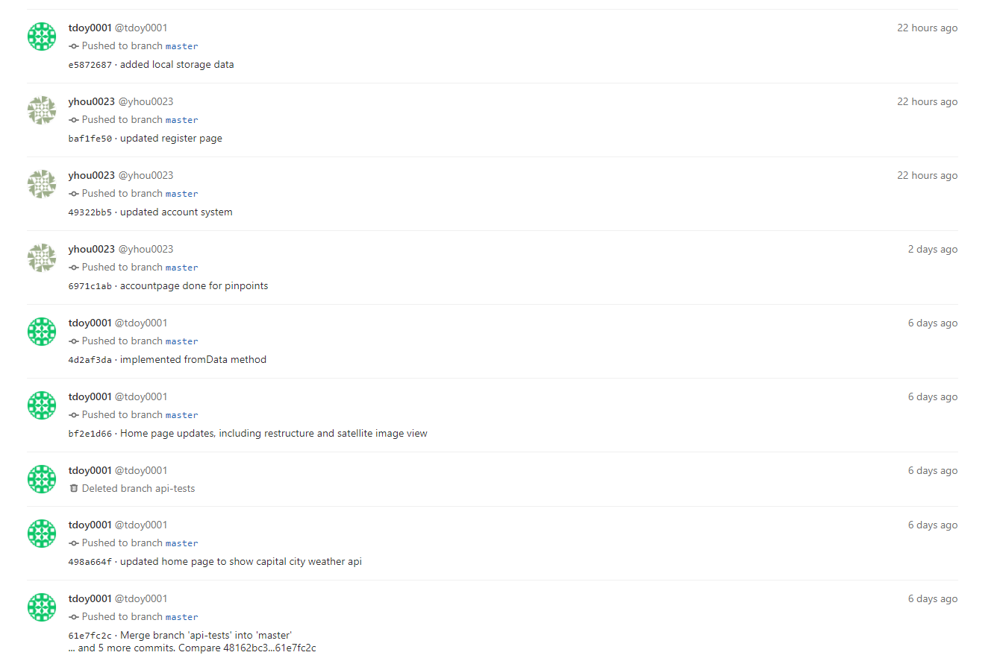 tdoy0001 @tdoy0001 22 hours ago
Pushed to branch master
e5872687 · added local storage data
yhou0023 @yhou0023 22 hours ago
Pushed to branch master
baf1fe50 · updated register page
yhou0023 @yhou0023 22 hours ago
Pushed to branch master
49322bb5 · updated account system
yhou0023 @yhou0023 2 days ago
Pushed to branch master
6971c1ab · accountpage done for pinpoints
tdoy0001 @tdoy0001 6 days ago
Pushed to branch master
4d2af3da · implemented fromData method
tdoy0001 @tdoy0001 6 days ago
Pushed to branch master
bf2e1d66 · Home page updates, including restructure and satellite image view
tdoy0001 @tdoy0001 6 days ago
Deleted branch api-tests
tdoy0001 @tdoy0001 6 days ago
Pushed to branch master
498a664f · updated home page to show capital city weather api
tdoy0001 @tdoy0001 6 days ago
Pushed to branch master
61e7fc2c · Merge branch 'api-tests' into 'master'
... and 5 more commits. Compare 48162bc3...61e7fc2c